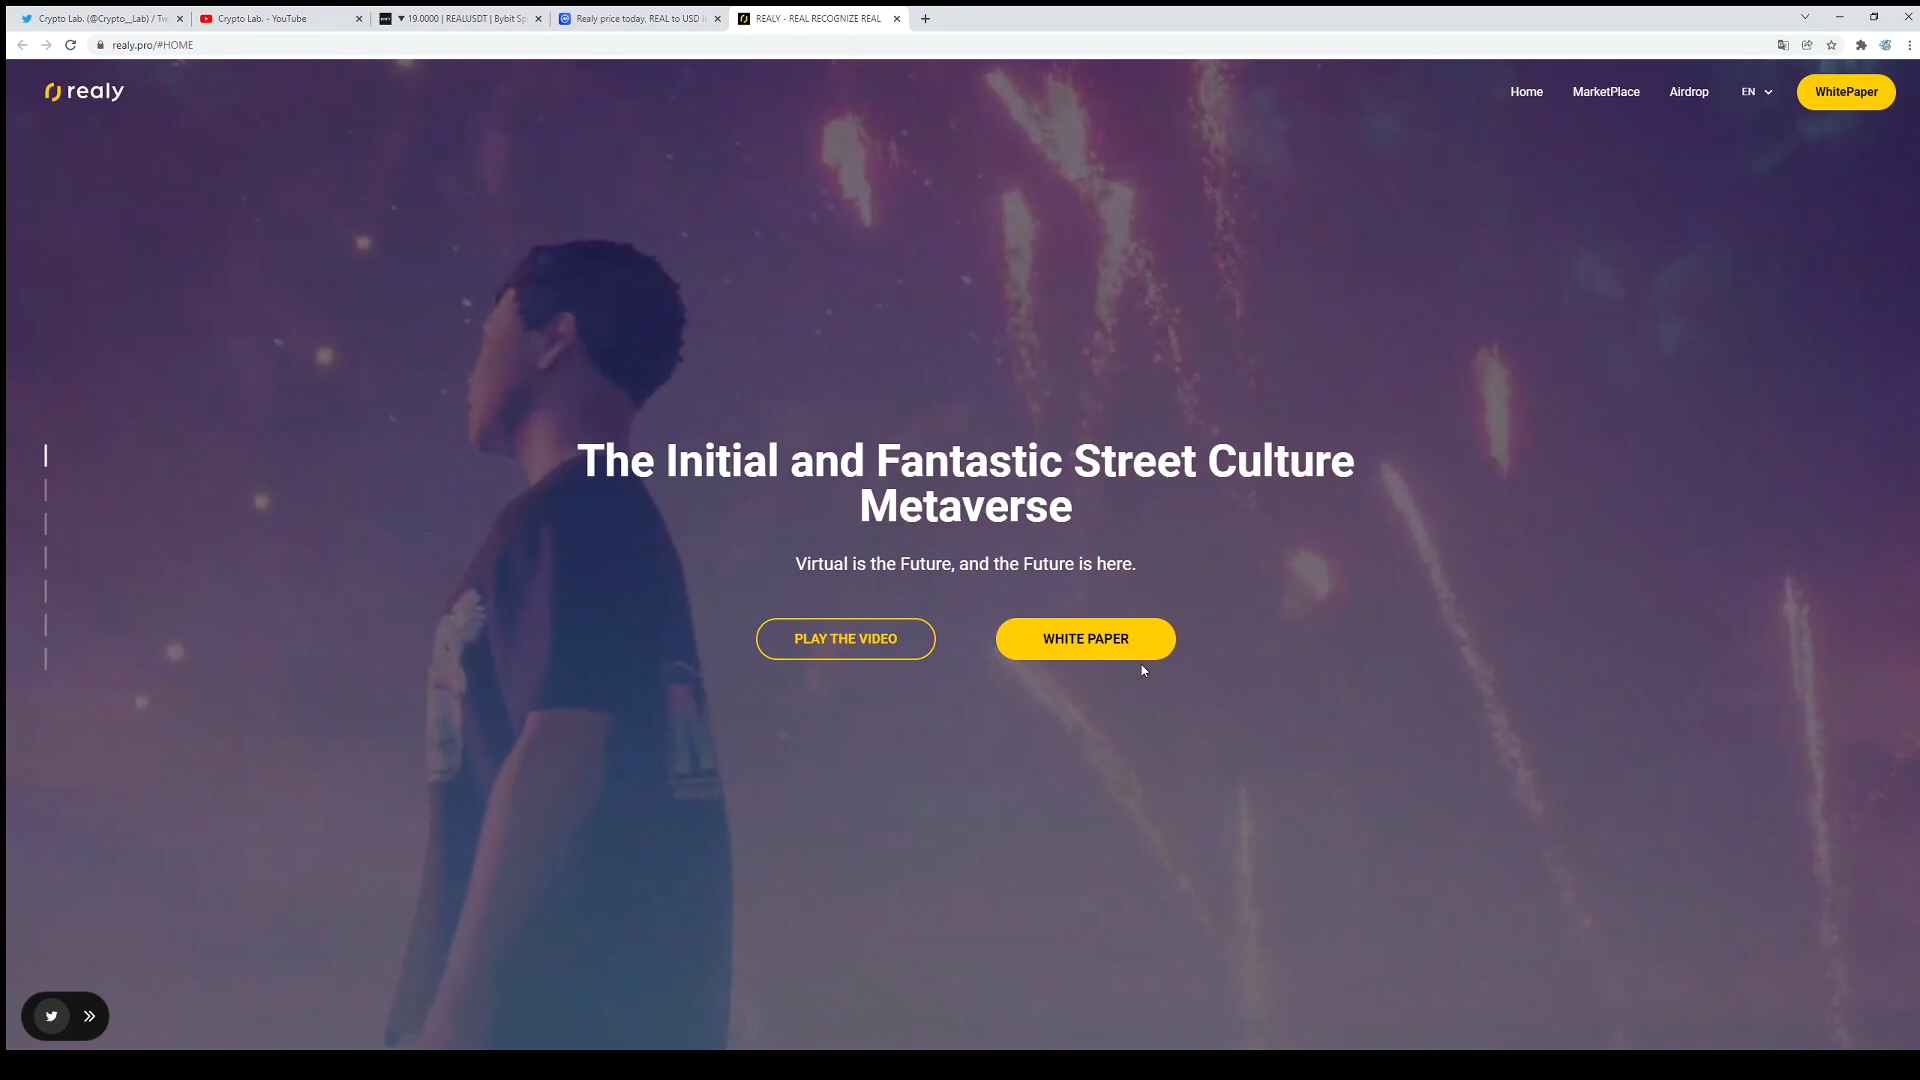 Crypto Lab. (@Crypto__Lab) / Tw
Crypto Lab. - YouTube
▼ 19.0000 | REALUSDT | Bybit Sp
Realy price today, REAL to USD li
REALY - REAL RECOGNIZE REAL
realy.pro/#HOME
realy
Home
MarketPlace
Airdrop
EN
WhitePaper
The Initial and Fantastic Street Culture
Metaverse
Virtual is the Future, and the Future is here.
PLAY THE VIDEO
WHITE PAPER